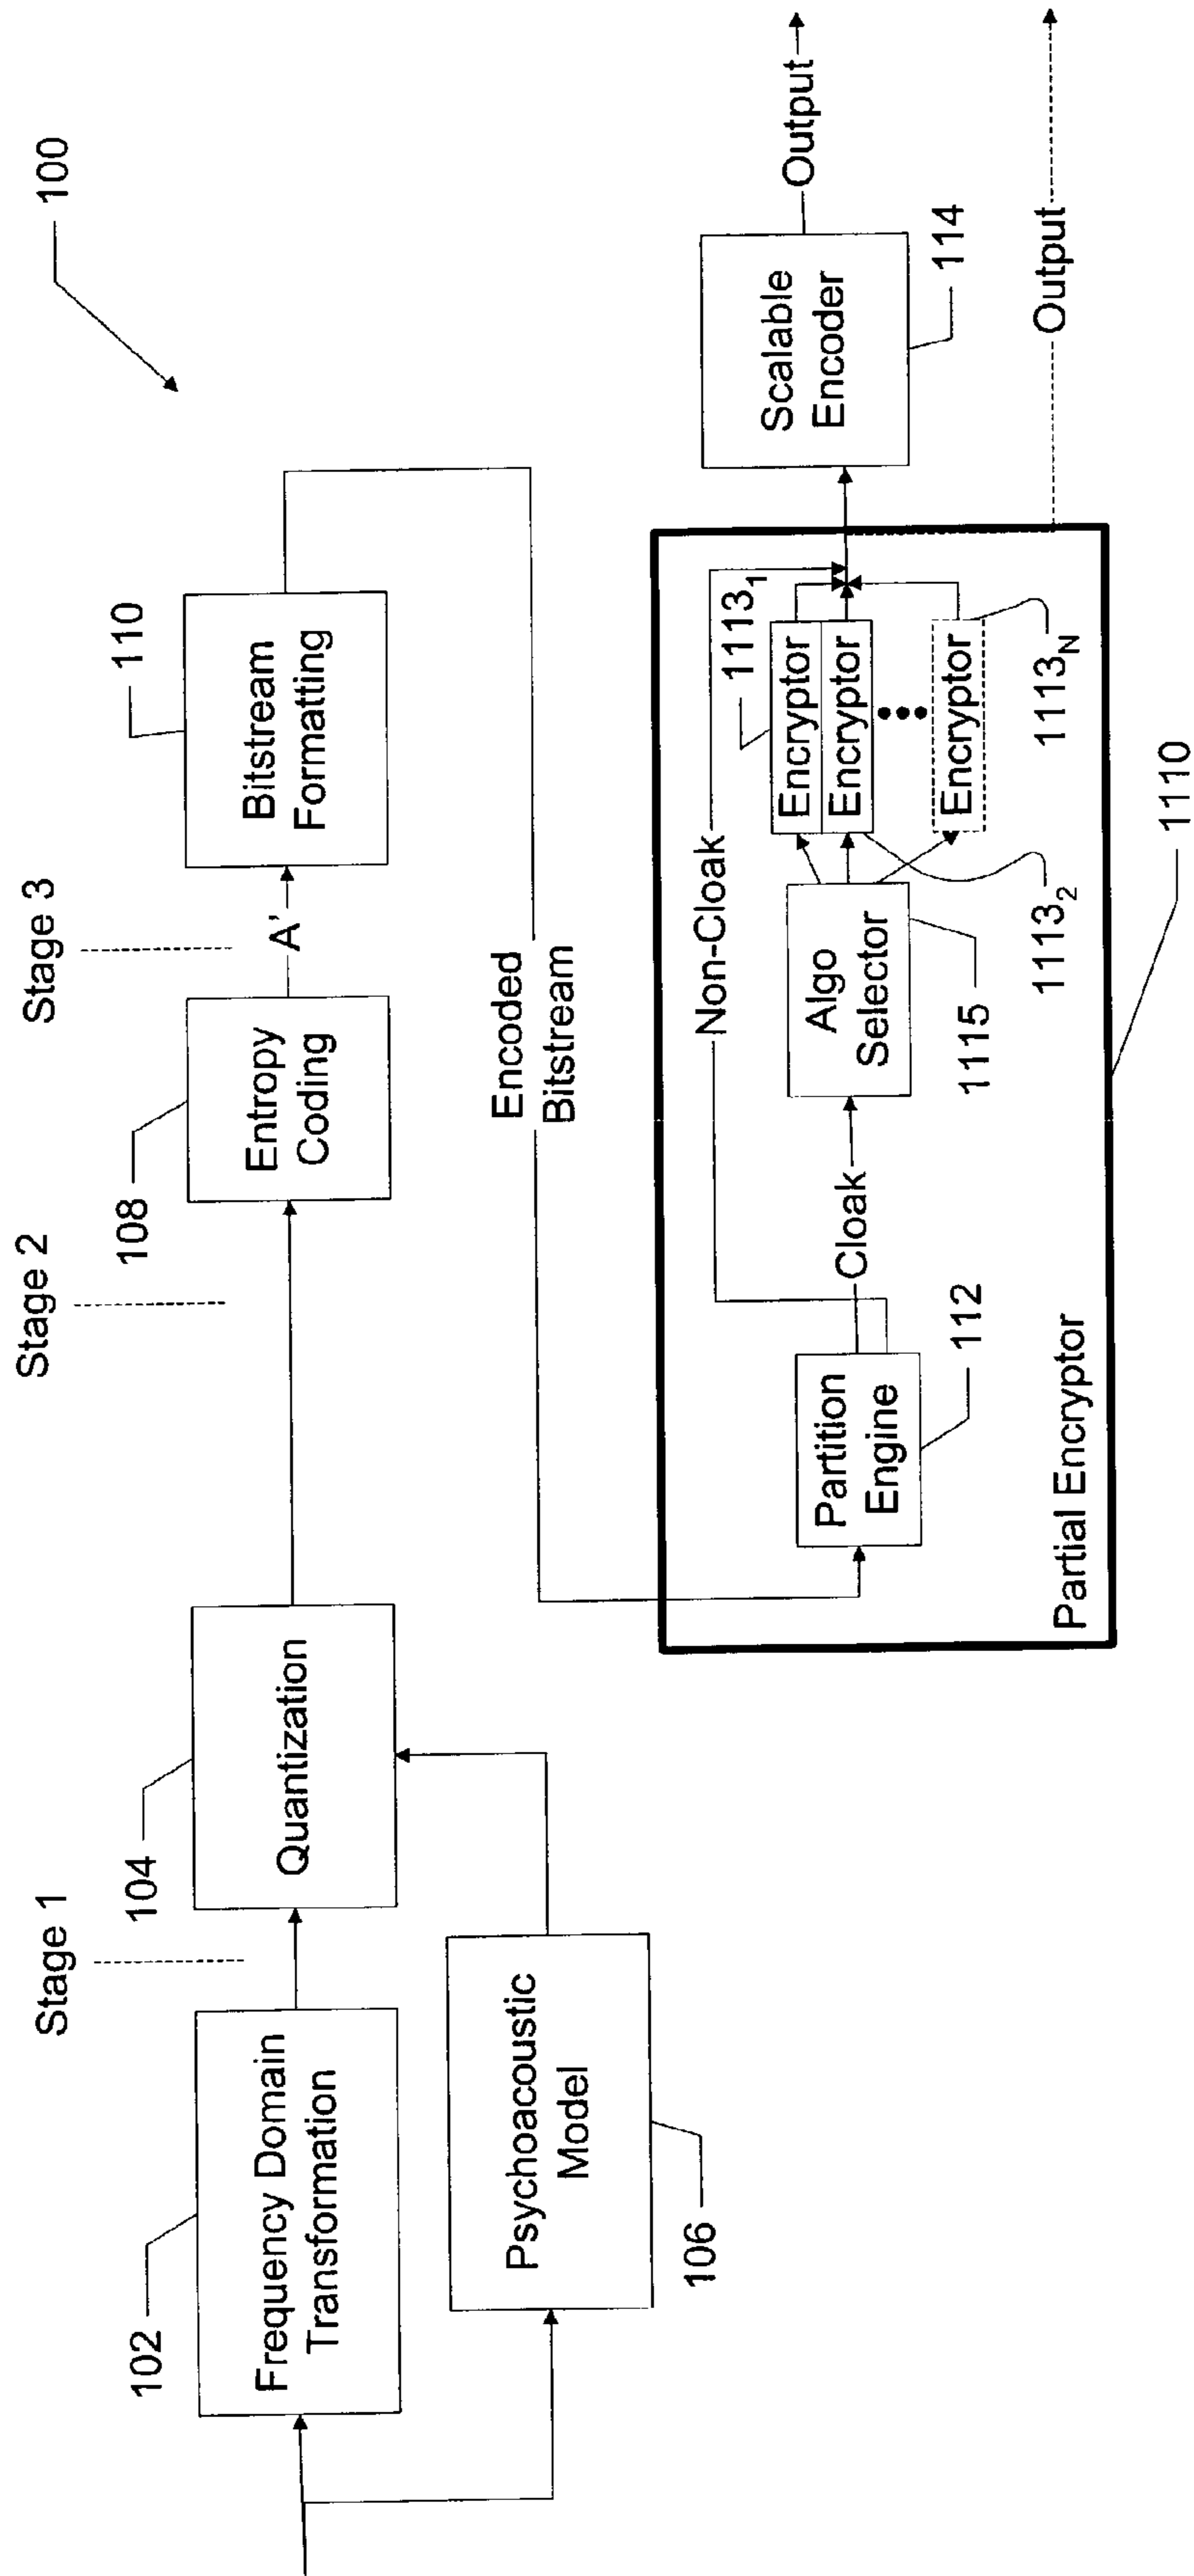 100
Stage 1
Stage 2
Stage 3
102
Frequency Domain
Transformation
104
Quantization
108
Entropy
Coding
A'
110
Bitstream
Formatting
Psychoacoustic
Model
106
Encoded
Bitstream
Partition
Engine
112
Cloak
Non-Cloak
Algo
Selector
1115
1113₁
Encryptor
Encryptor
1113₂
Encryptor
1113N
Partial Encryptor
1110
Scalable
Encoder
114
Output
Output